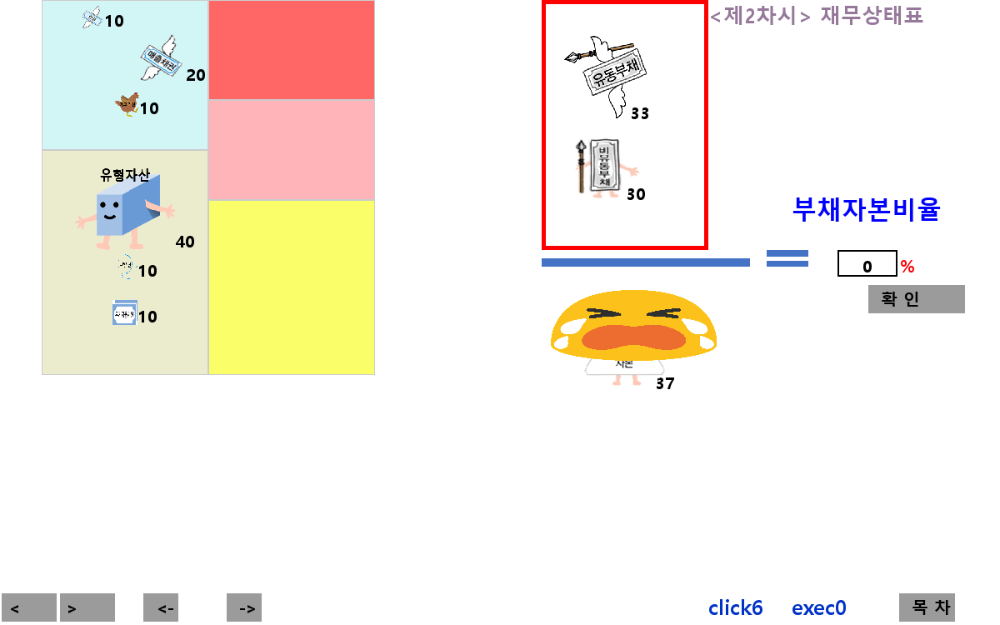 10
매출채권
20
10
유형자산
40
10
10
<제2차시> 재무상태표
유동부채
33
비유동부채
30
부채자본비율
0 %
확 인
자본
37
< > <- ->
click6 exec0 목 차